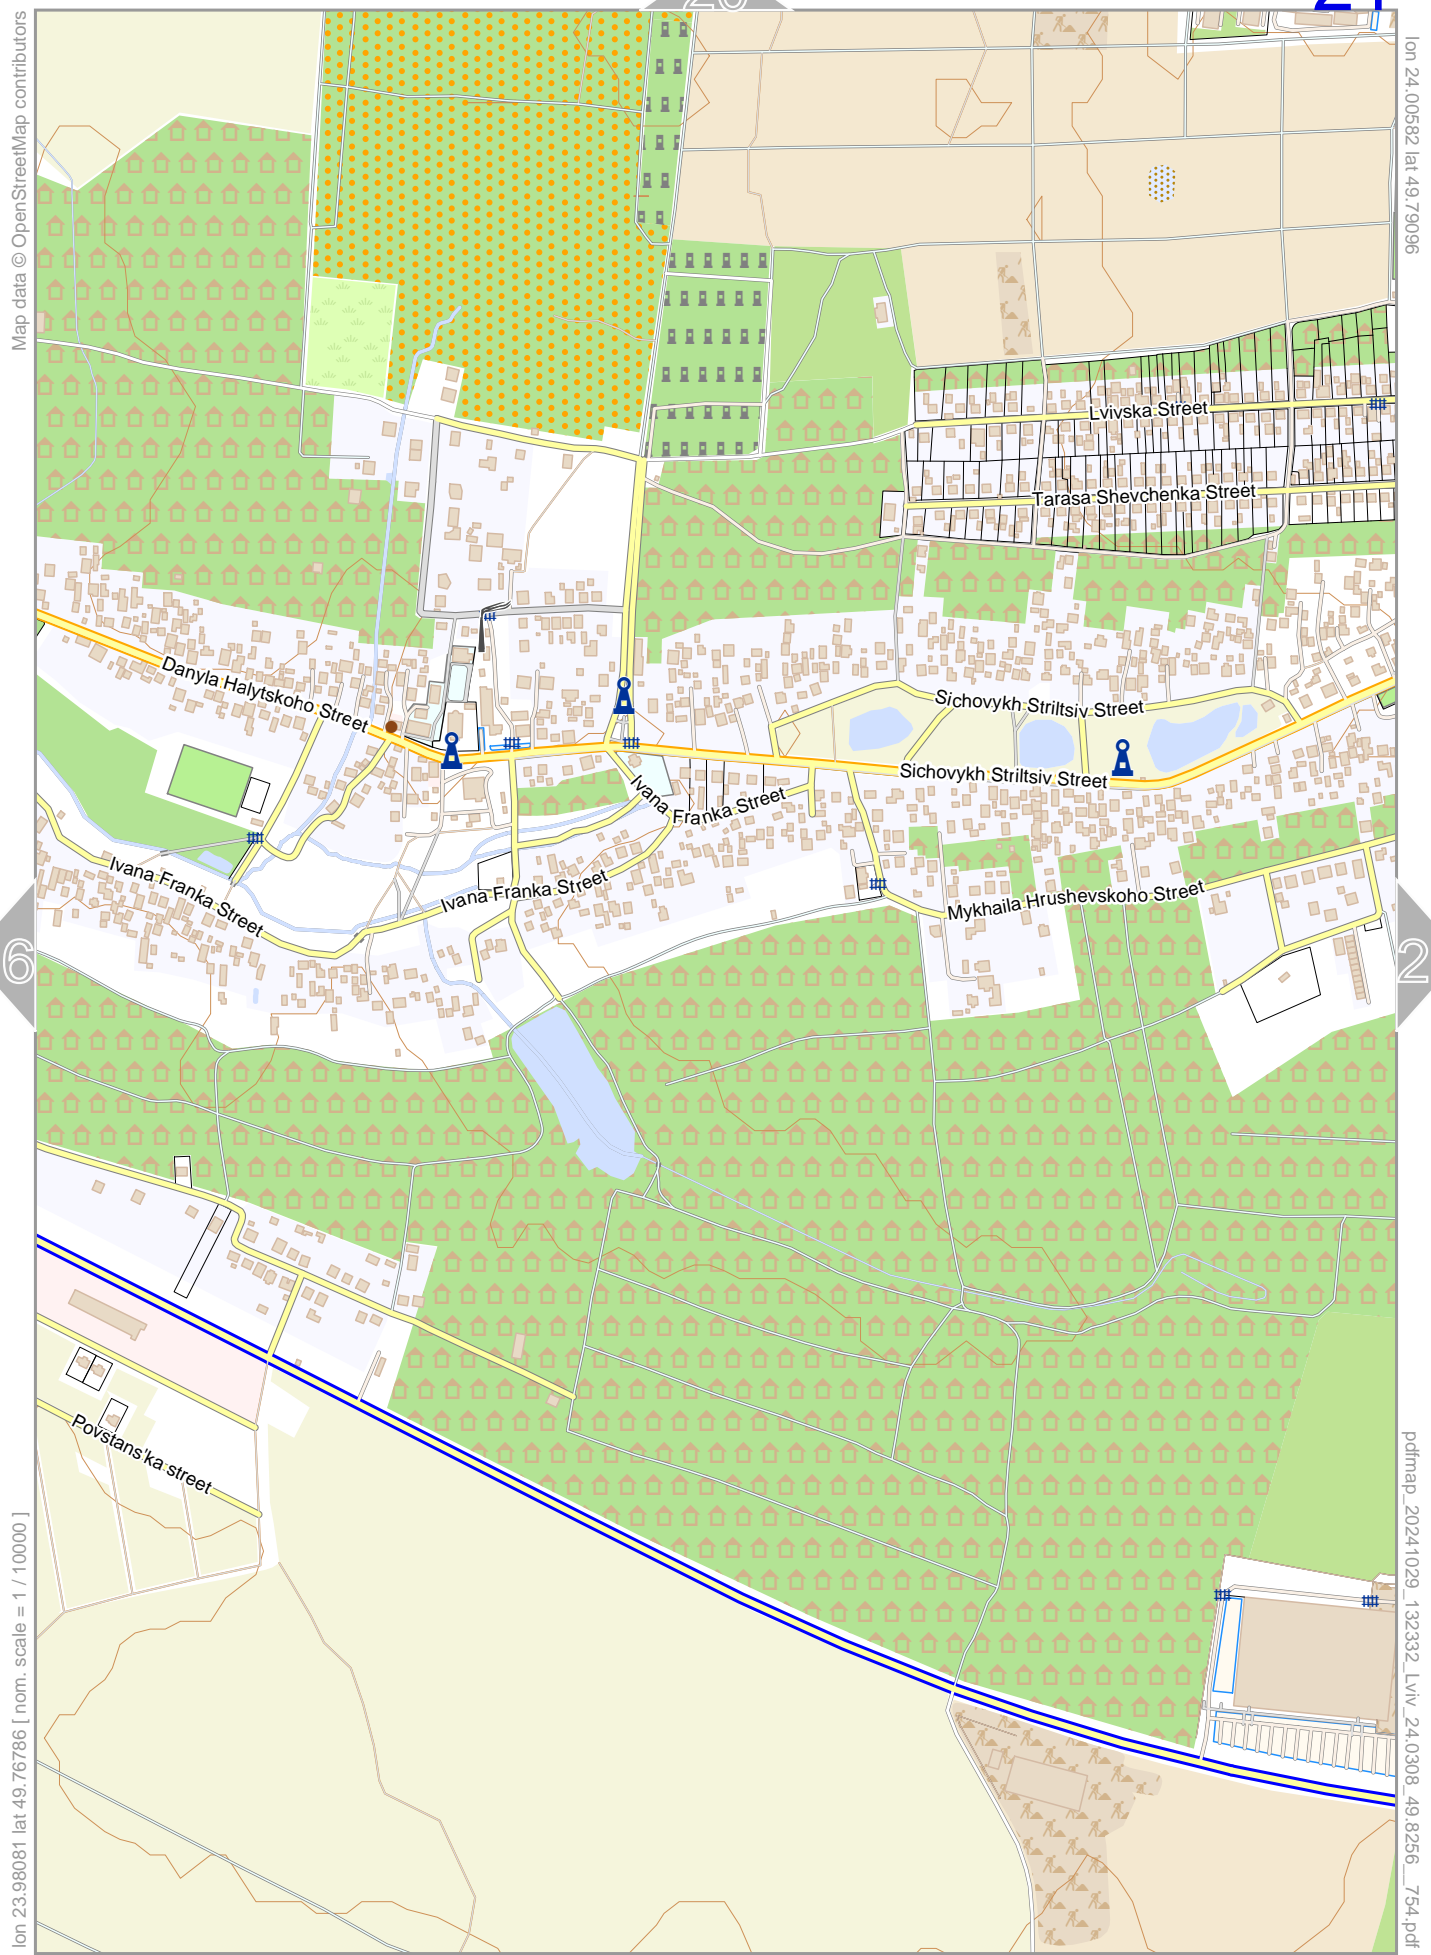 Map data © OpenStreetMap contributors
lon 24.00582 lat 49.79096
Lvivska Street
Tarasa Shevchenka Street
Danyla Halytskoho Street
Sichovykh Striltsiv Street
Sichovykh Striltsiv Street
Ivana Franka Street
Ivana Franka Street
Ivana Franka Street
Mykhaila Hrushevskoho Street
6
2
Povstans'ka street
lon 23.98081 lat 49.76786 [ nom. scale = 1 / 10000 ]
pdfmap_20241029_132332_Lviv_24.0308_49.8256__754.pdf